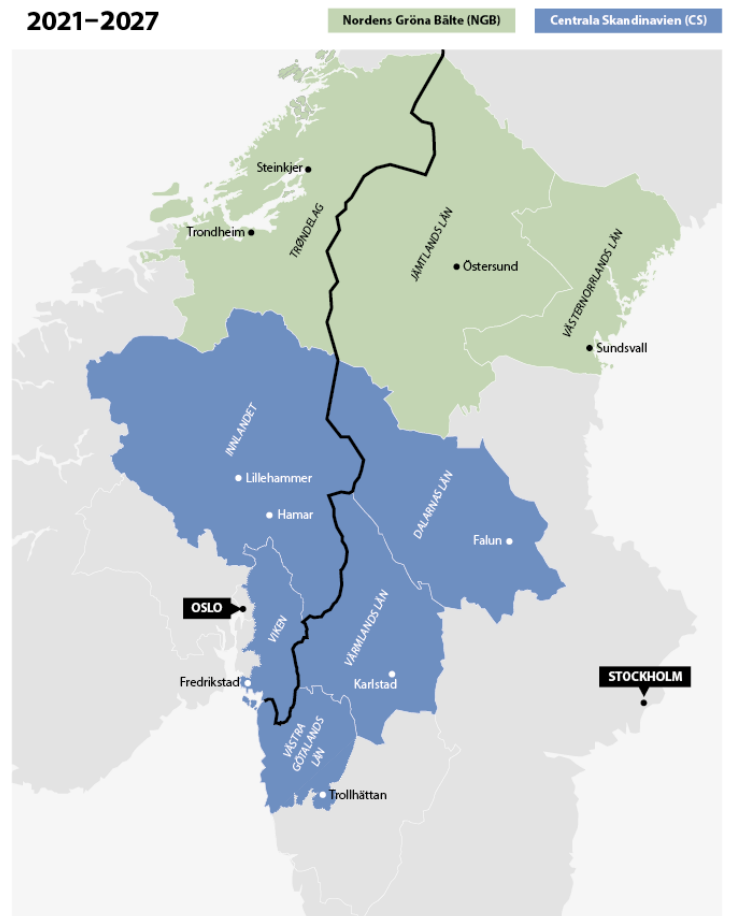 2021–2027
Nordens Gröna Bälte (NGB)
Centrala Skandinavien (CS)
Steinkjer
Trondheim
TRØNDELAG
JÄMTLANDS LÄN
Östersund
VÄSTERNORRLANDS LÄN
Sundsvall
INNLANDET
Lillehammer
Hamar
DALARNAS LÄN
Falun
OSLO
VIKEN
VÄRMLANDS LÄN
Fredrikstad
Karlstad
STOCKHOLM
VÄSTRA
GÖTALANDS
LÄN
Trollhättan